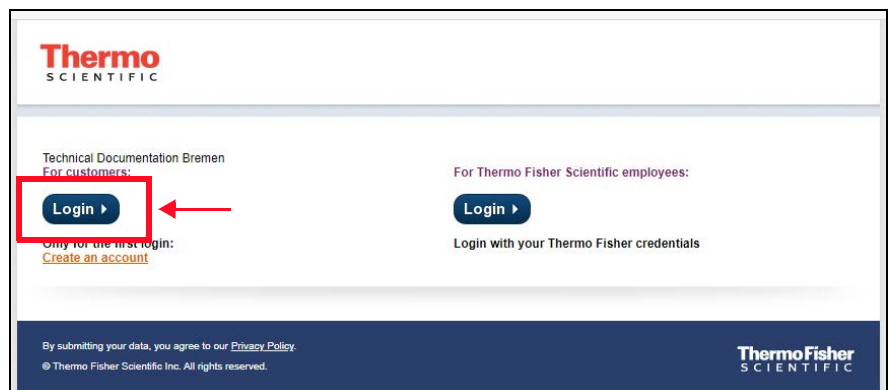 Thermo
SCIENTIFIC
Technical Documentation Bremen
For customers:
Login
Only for the first login:
Create an account
For Thermo Fisher Scientific employees:
Login
Login with your Thermo Fisher credentials
By submitting your data, you agree to our Privacy Policy.
© Thermo Fisher Scientific Inc. All rights reserved.
ThermoFisher
SCIENTIFIC